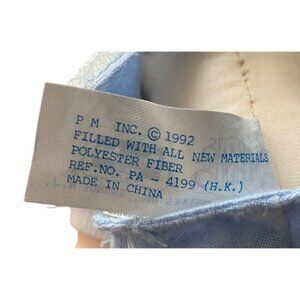 P M INC. © 1992
FILLED WITH ALL NEW MATERIALS
POLYESTER FIBER
REF.NO. PA - 4199 (H.K.)
MADE IN CHINA